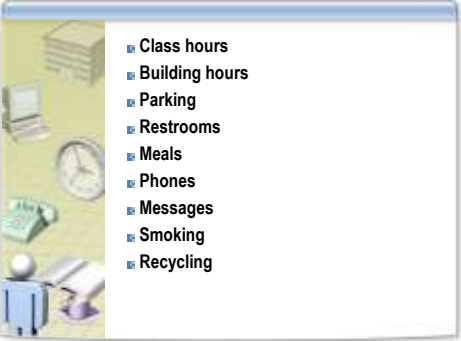 Class hours
Building hours
Parking
Restrooms
Meals
Phones
Messages
Smoking
Recycling